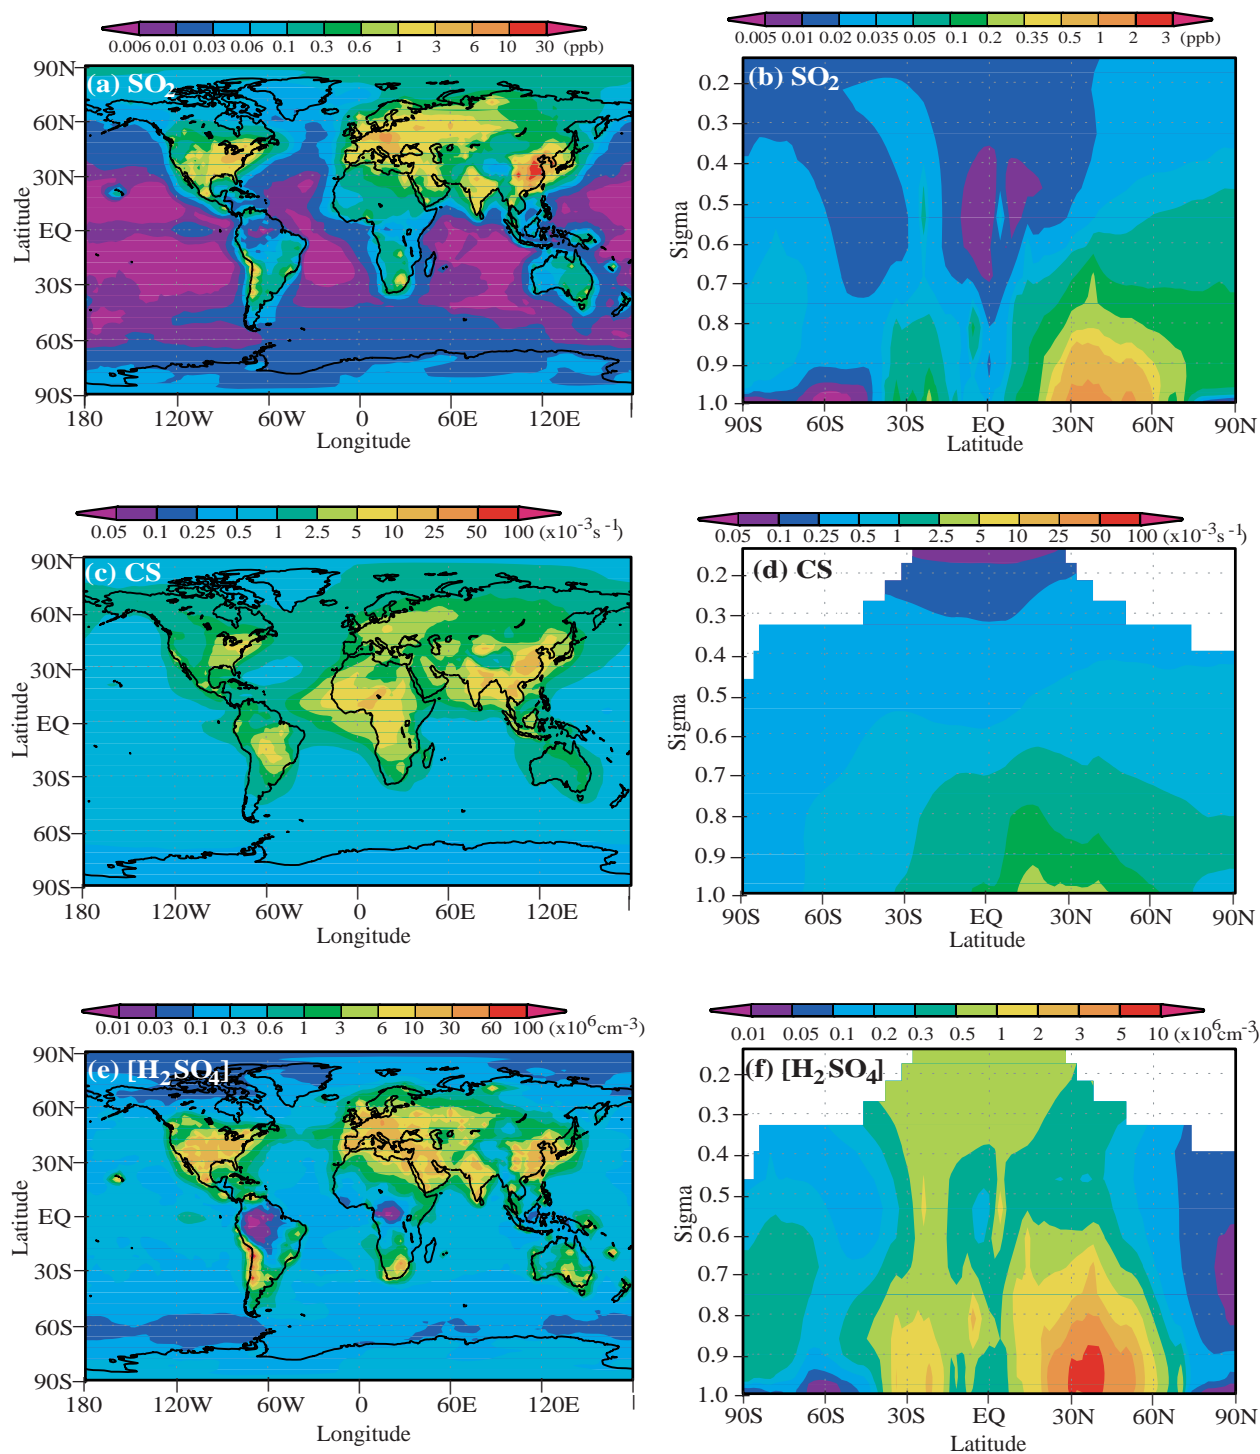 0.006 0.01 0.03 0.06 0.1 0.3 0.6 1 3 6 10 30 (ppb)
(a) SO2
90N
60N
30N
EQ
30S
60S
90S
Latitude
180 120W 60W 0 60E 120E
Longitude
0.005 0.01 0.02 0.035 0.05 0.1 0.2 0.35 0.5 1 2 3 (ppb)
(b) SO2
0.2
0.3
0.4
0.5
0.6
0.7
0.8
0.9
1.0
Sigma
90S 60S 30S EQ 30N 60N 90N
Latitude
0.05 0.1 0.25 0.5 1 2.5 5 10 25 50 100 (x10-3s-1)
(c) CS
90N
60N
30N
EQ
30S
60S
90S
Latitude
180 120W 60W 0 60E 120E
Longitude
0.05 0.1 0.25 0.5 1 2.5 5 10 25 50 100 (x10-3s-1)
(d) CS
0.2
0.3
0.4
0.5
0.6
0.7
0.8
0.9
1.0
Sigma
90S 60S 30S EQ 30N 60N 90N
Latitude
0.01 0.03 0.1 0.3 0.6 1 3 6 10 30 60 100 (x106cm-3)
(e) [H2SO4]
90N
60N
30N
EQ
30S
60S
90S
Latitude
180 120W 60W 0 60E 120E
Longitude
0.01 0.05 0.1 0.2 0.3 0.5 1 2 3 5 10 (x106cm-3)
(f) [H2SO4]
0.2
0.3
0.4
0.5
0.6
0.7
0.8
0.9
1.0
Sigma
90S 60S 30S EQ 30N 60N 90N
Latitude